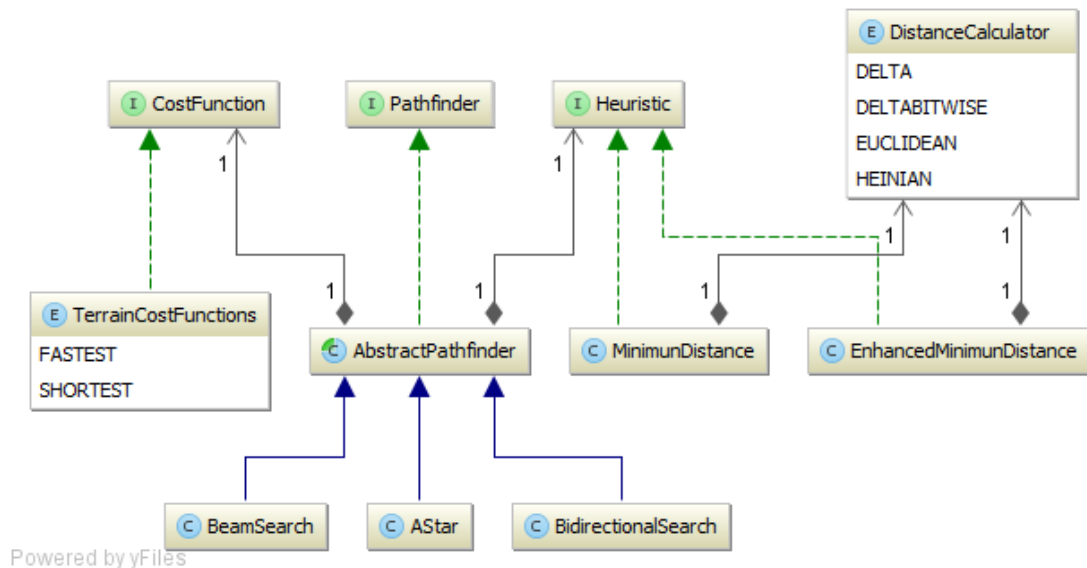 E DistanceCalculator
DELTA
DELTABITWISE
EUCLIDEAN
HEINIAN
I CostFunction
I Pathfinder
I Heuristic
1
1
1
1
E TerrainCostFunctions
FASTEST
SHORTEST
1
1
1
1
C AbstractPathfinder
C MinimunDistance
C EnhancedMinimunDistance
C BeamSearch
C AStar
C BidirectionalSearch
Powered by yFiles